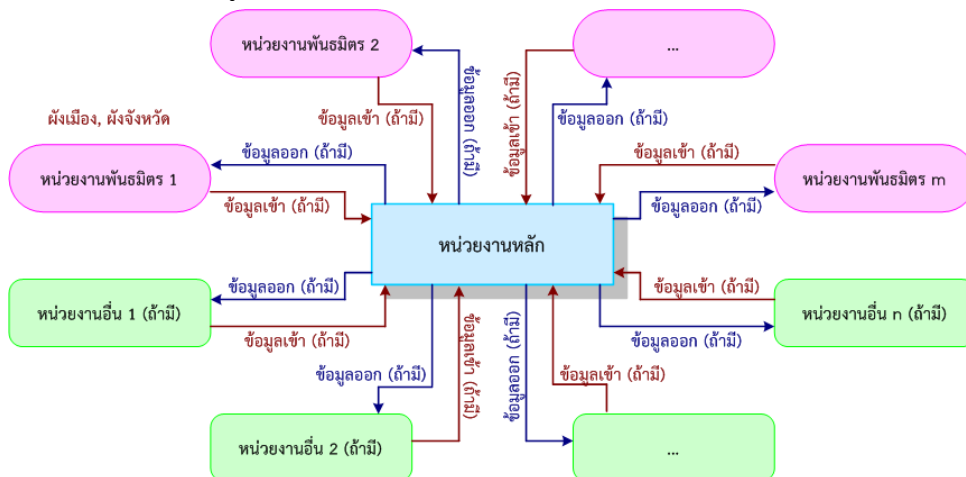 หน่วยงานพันธมิตร 2
...
ข้อมูลเข้า (ถ้ามี)
ข้อมูลออก (ถ้ามี)
ข้อมูลเข้า (ถ้ามี)
ข้อมูลออก (ถ้ามี)
ผังเมือง, ผังจังหวัด
ข้อมูลออก (ถ้ามี)
ข้อมูลเข้า (ถ้ามี)
หน่วยงานพันธมิตร 1
หน่วยงานพันธมิตร m
ข้อมูลเข้า (ถ้ามี)
ข้อมูลออก (ถ้ามี)
หน่วยงานหลัก
ข้อมูลออก (ถ้ามี)
ข้อมูลเข้า (ถ้ามี)
หน่วยงานอื่น 1 (ถ้ามี)
หน่วยงานอื่น n (ถ้ามี)
ข้อมูลเข้า (ถ้ามี)
ข้อมูลออก (ถ้ามี)
ข้อมูลออก (ถ้ามี)
ข้อมูลเข้า (ถ้ามี)
ข้อมูลออก (ถ้ามี)
ข้อมูลเข้า (ถ้ามี)
หน่วยงานอื่น 2 (ถ้ามี)
...